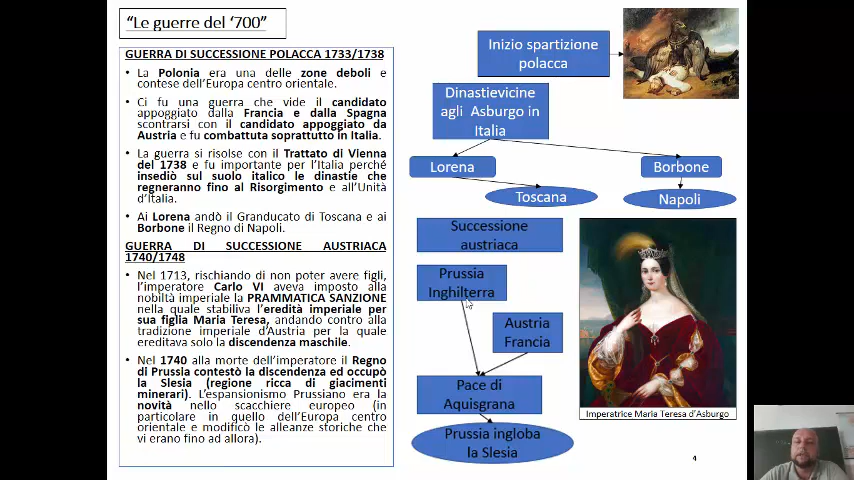 “Le guerre del ‘700”
GUERRA DI SUCCESSIONE POLACCA 1733/1738
• La Polonia era una delle zone deboli e
contese dell’Europa centro orientale.
• Ci fu una guerra che vide il candidato
appoggiato dalla Francia e dalla Spagna
scontrarsi con il candidato appoggiato da
Austria e fu combattuta soprattutto in Italia.
• La guerra si risolse con il Trattato di Vienna
del 1738 e fu importante per l’Italia perché
insediò sul suolo italico le dinastie che
regneranno fino al Risorgimento e all’Unità
d’Italia.
• Ai Lorena andò il Granducato di Toscana e ai
Borbone il Regno di Napoli.
GUERRA DI SUCCESSIONE AUSTRIACA
1740/1748
• Nel 1713, rischiando di non poter avere figli,
l’imperatore Carlo VI aveva imposto alla
nobiltà imperiale la PRAMMATICA SANZIONE
nella quale stabiliva l’eredità imperiale per
sua figlia Maria Teresa, andando contro alla
tradizione imperiale d’Austria per la quale
ereditava solo la discendenza maschile.
• Nel 1740 alla morte dell’imperatore il Regno
di Prussia contestò la discendenza ed occupò
la Slesia (regione ricca di giacimenti
minerari). L’espansionismo Prussiano era la
novità nello scacchiere europeo (in
particolare in quello dell’Europa centro
orientale e modificò le alleanze storiche che
vi erano fino ad allora).
Inizio spartizione
polacca
Dinastievicine
agli Asburgo in
Italia
Lorena
Borbone
Toscana
Napoli
Successione
austriaca
Prussia
Inghilterra
Austria
Francia
Pace di
Aquisgrana
Prussia ingloba
la Slesia
Imperatrice Maria Teresa d’Asburgo
4